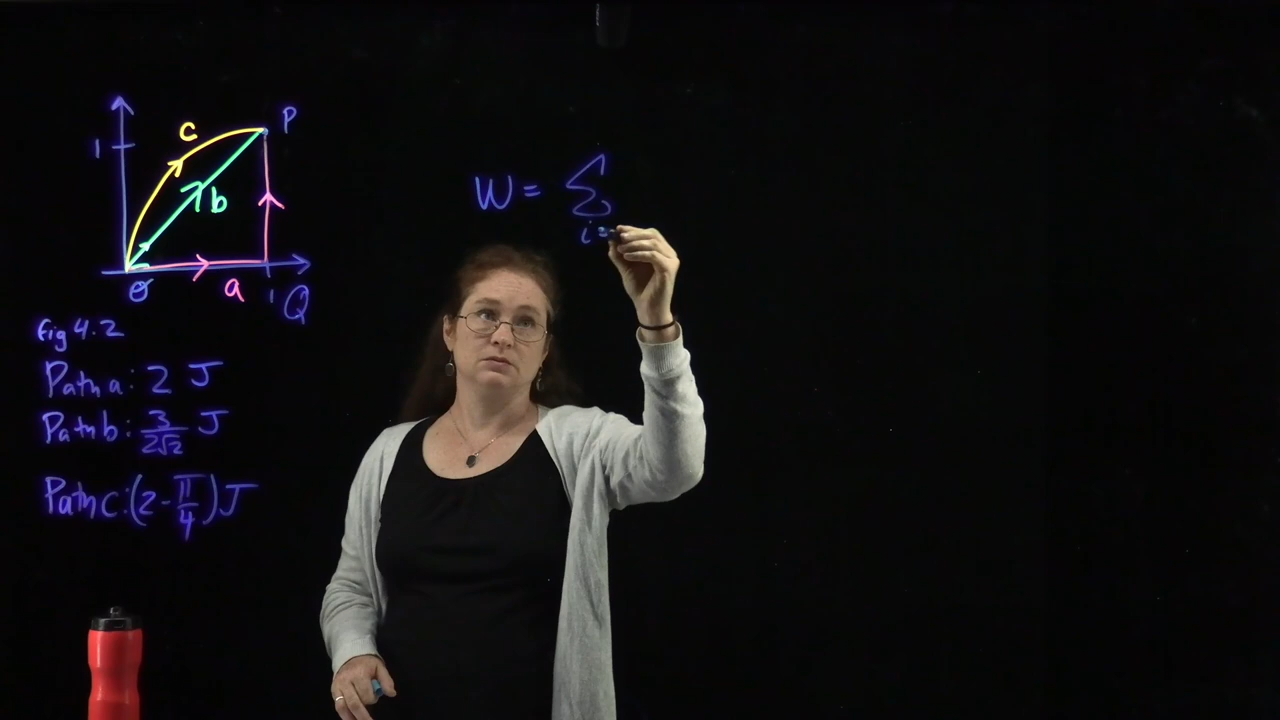 1
c
P
b
O
a
1
Q
Fig 4.2
Path a: 2 J
Path b: 3/2√2 J
Path c: (2 - π/4) J
W = Σ
i=